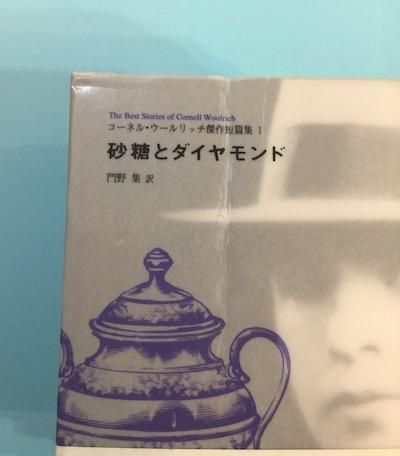 The Best Stories of Cornell Woolrich
コーネル・ウールリッチ傑作短篇集 1
砂糖とダイヤモンド
門野 集 訳